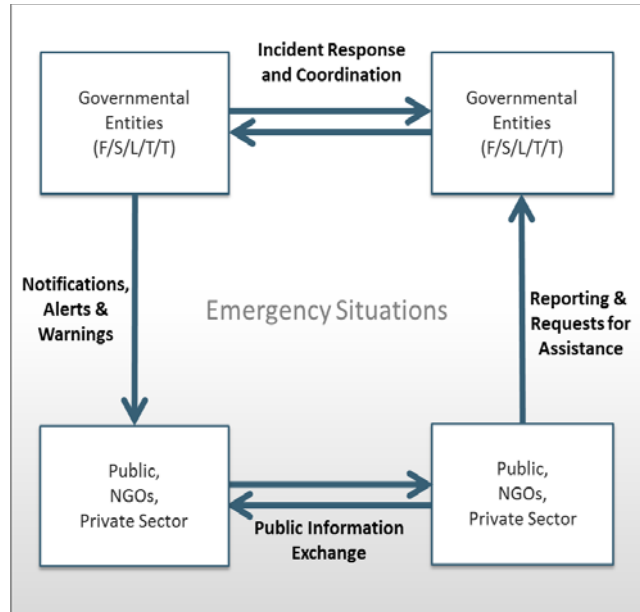 Incident Response
and Coordination
Governmental
Entities
(F/S/L/T/T)
Governmental
Entities
(F/S/L/T/T)
Notifications,
Alerts &
Warnings
Emergency Situations
Reporting &
Requests for
Assistance
Public,
NGOs,
Private Sector
Public,
NGOs,
Private Sector
Public Information
Exchange